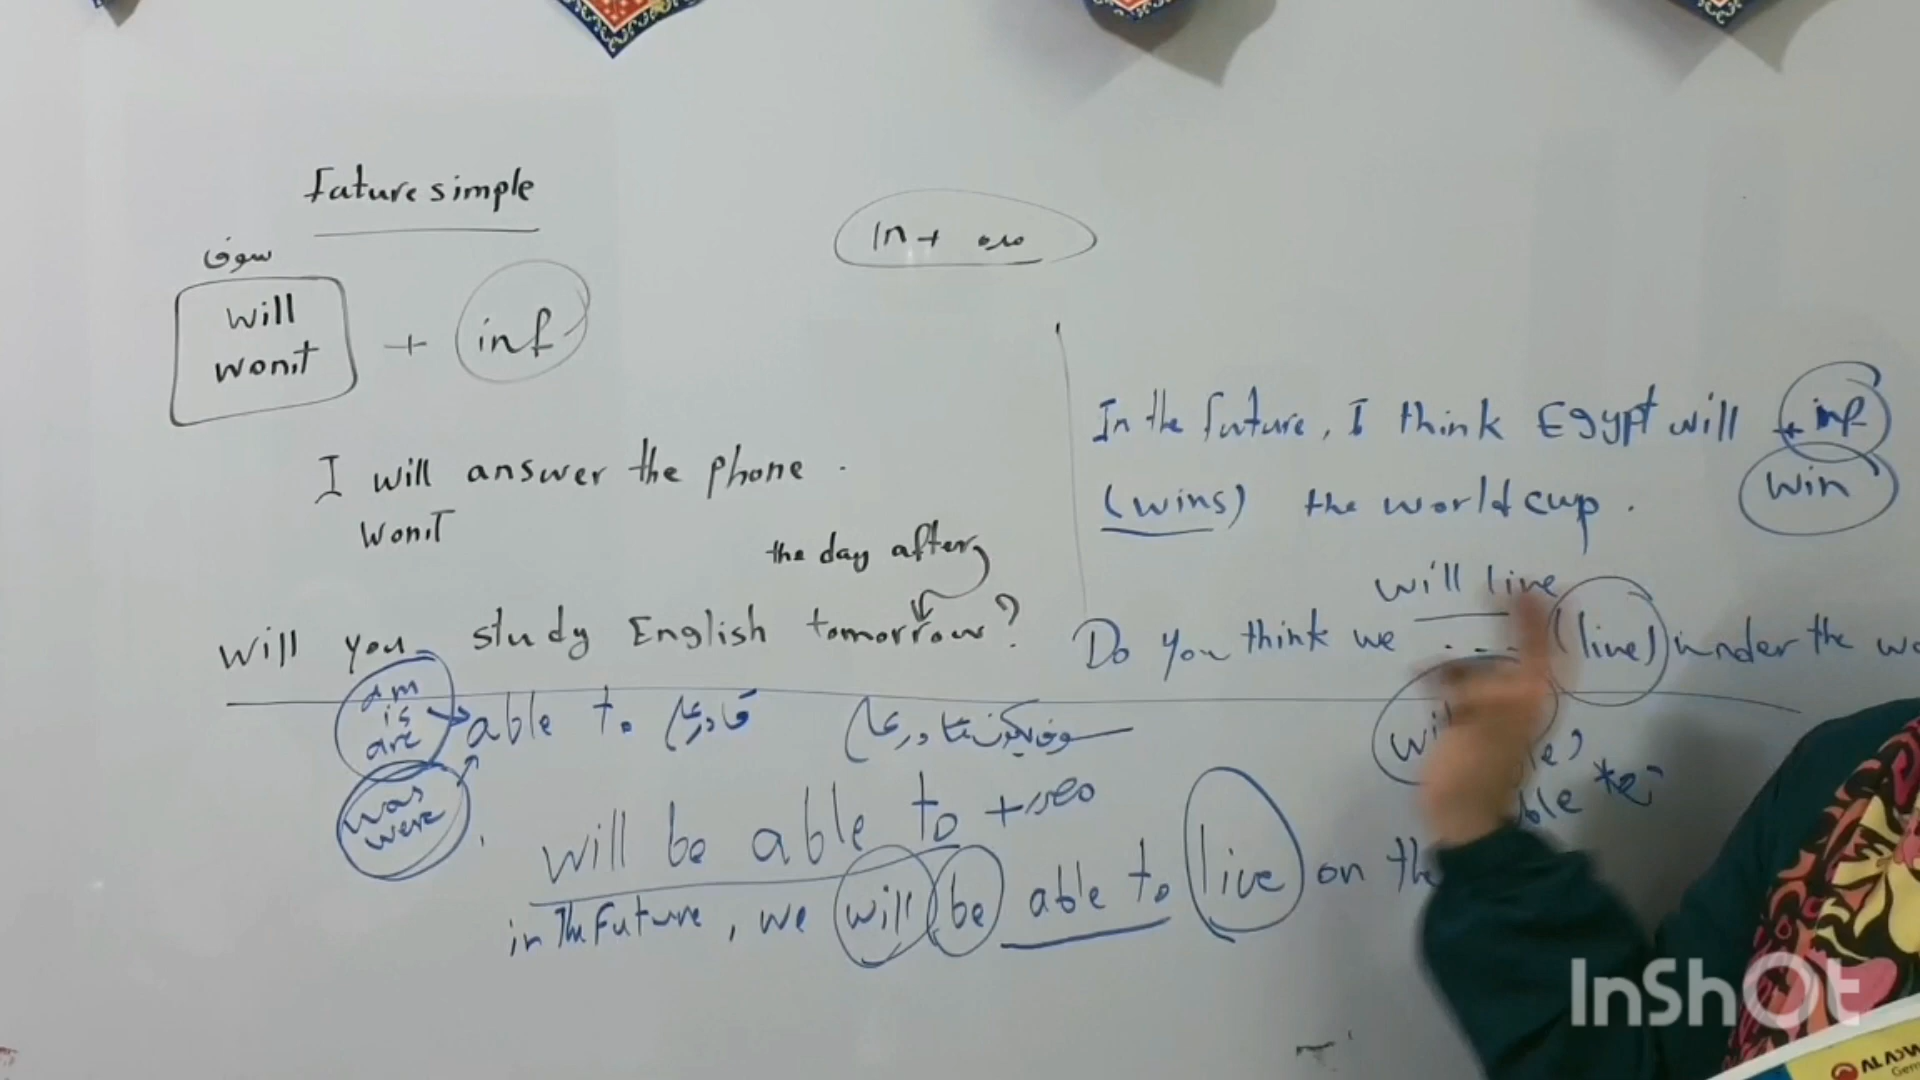 Future simple
سوف
In + مده
will
won't
+ inf
I will answer the phone.
won't
the day after
will you study English tomorrow?
In the future, I think Egypt will + inf
(wins) the world cup. win
will live
Do you think we ... (live) under the
am
is
are
able to قادر على سوف يكون قادر على
was
were
will be able to + مصدر
in The Future, we will be able to live on
InShOt